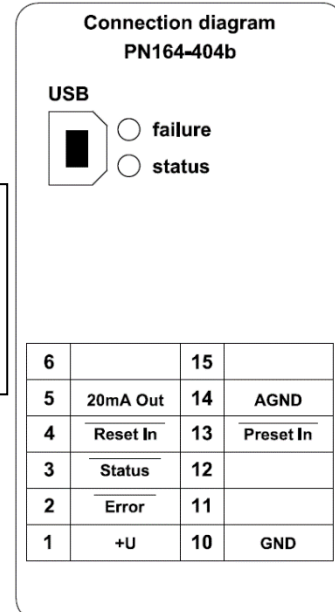 Connection diagram
PN164-404b
USB
failure
status
6 15
5 20mA Out 14 AGND
4 Reset In 13 Preset In
3 Status 12
2 Error 11
1 +U 10 GND